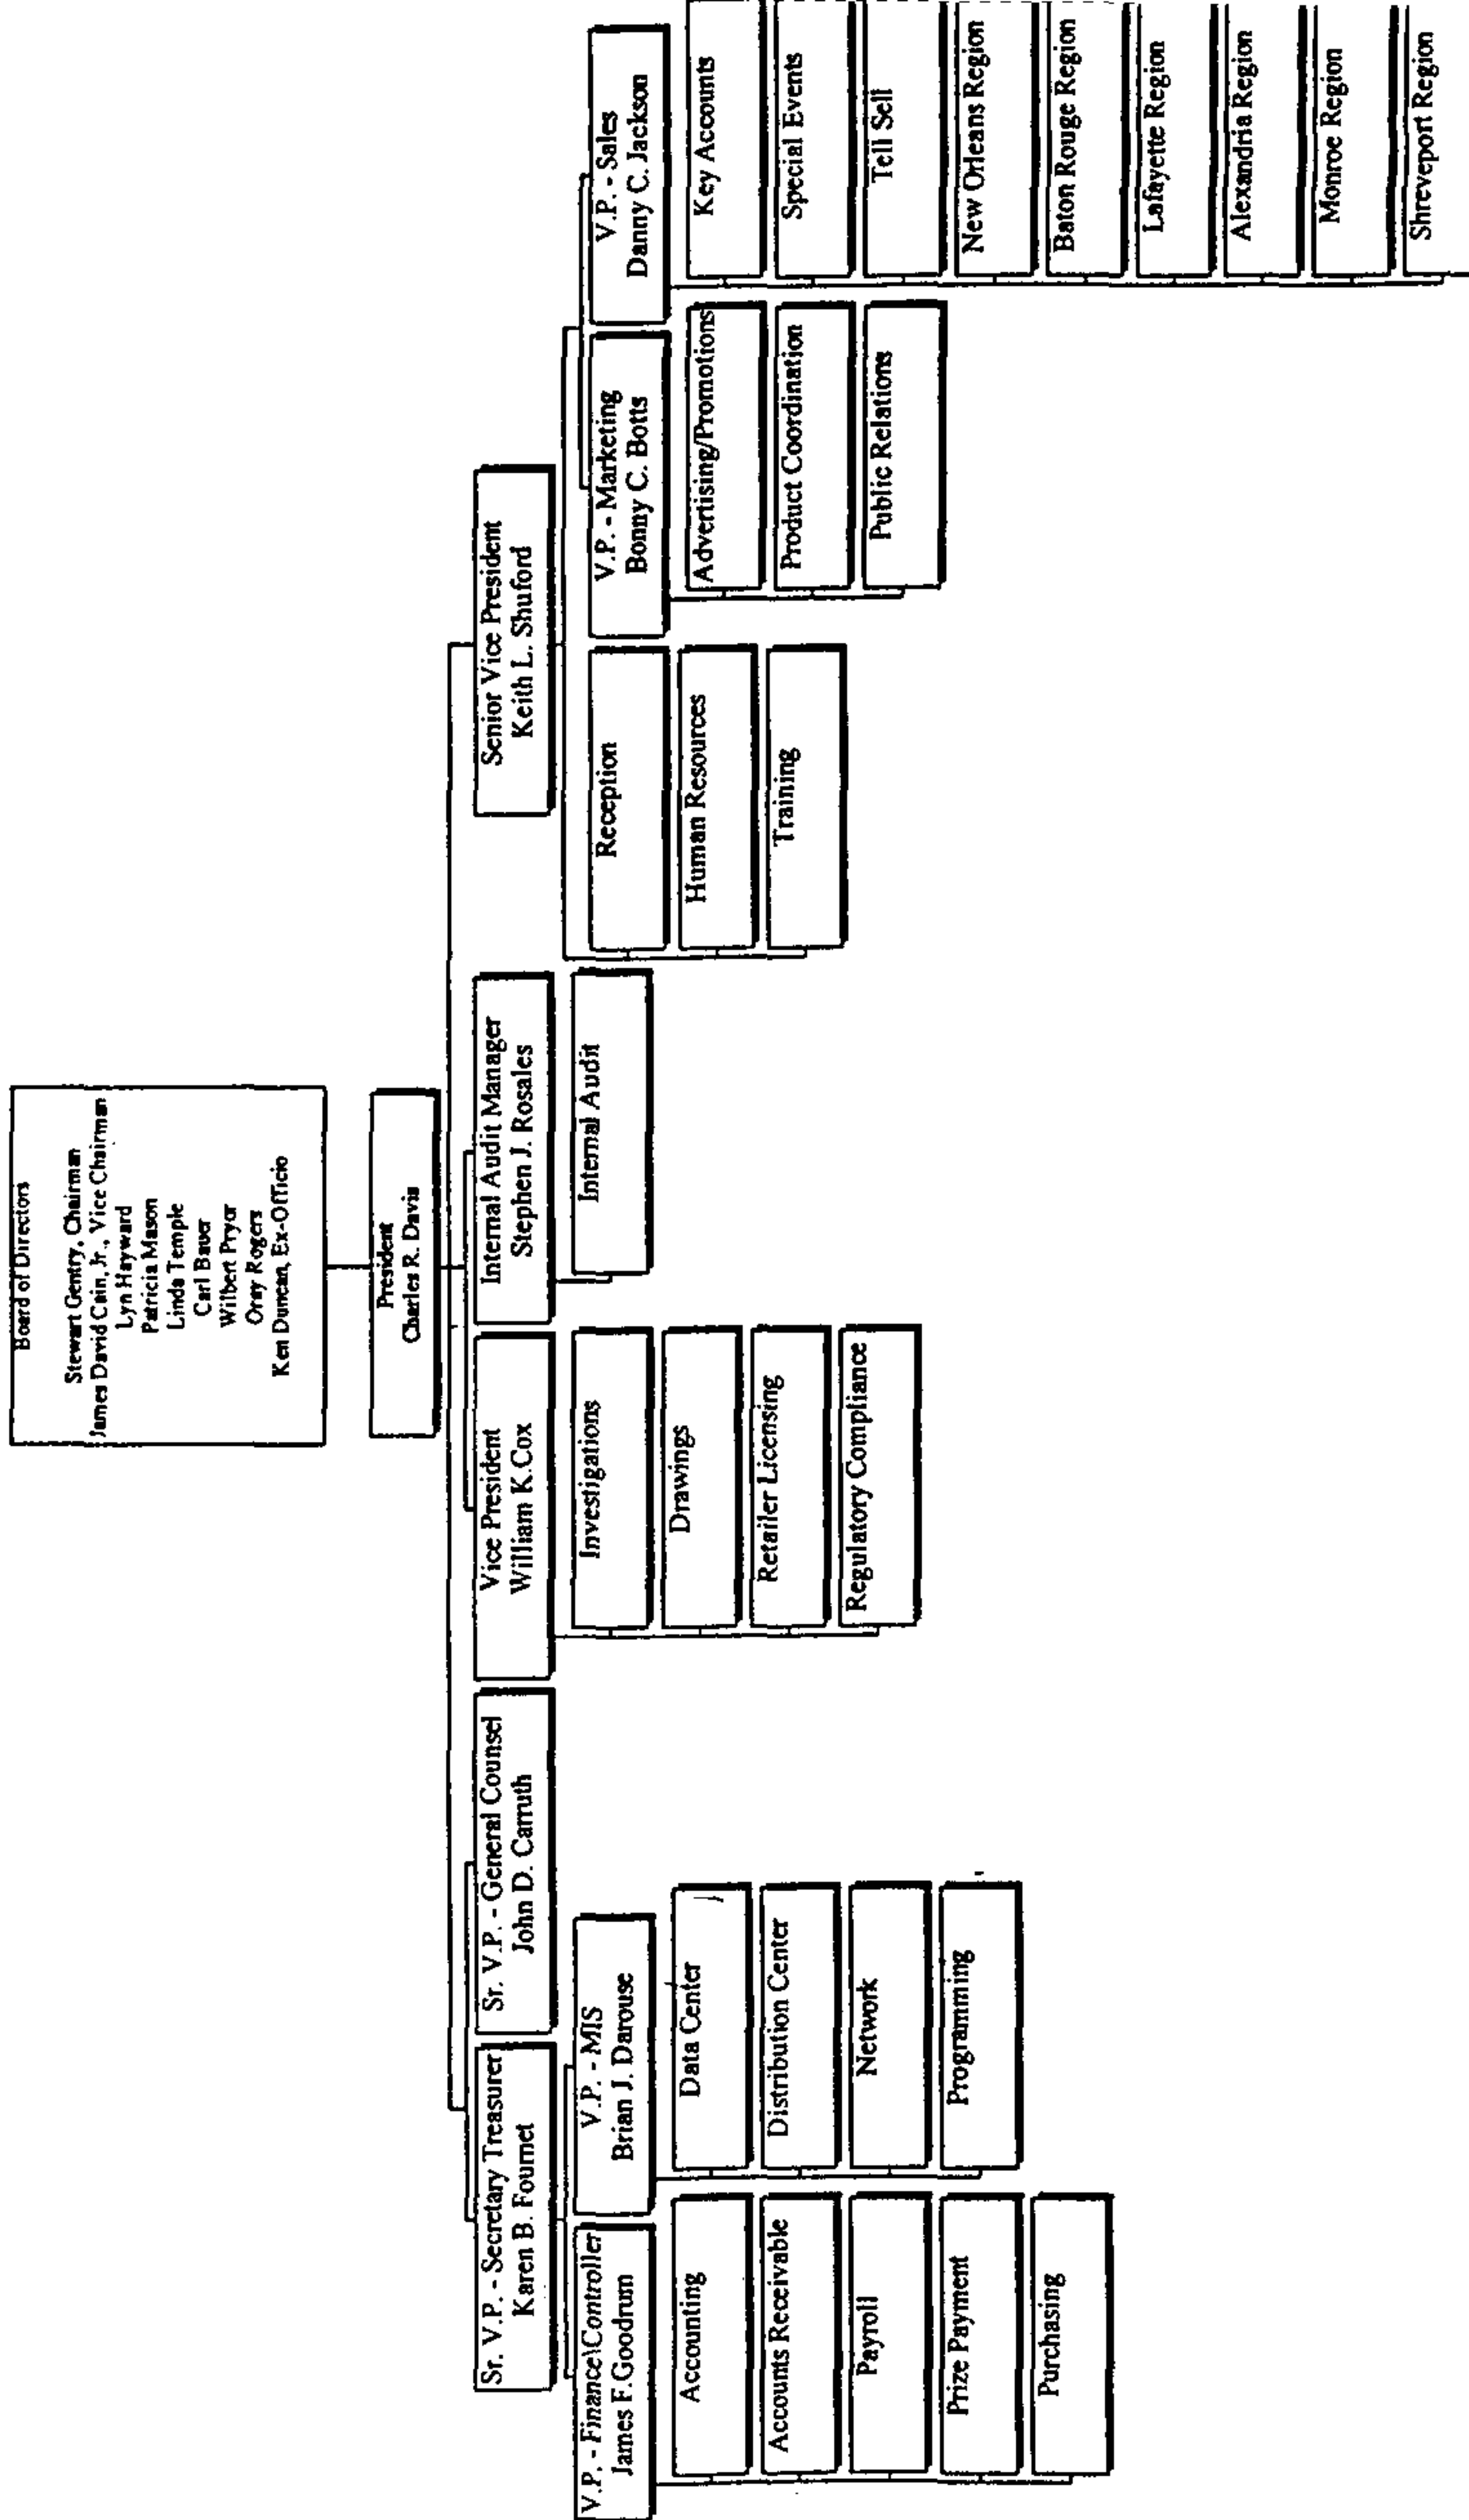 Board of Directors
Stewart Gentry, Chairman
James David Cain, Jr., Vice Chairman
Lyn Hayward
Patricia Mason
Linda Temple
Carl Bauer
Wilbert Pryor
Oray Rogers
Ken Duncan, Ex-Officio
President
Charles R. Davis
Sr. V.P. - Secretary Treasurer
Karen B. Fournet
Sr. V.P. - General Counsel
John D. Carruth
Vice President
William K.Cox
Internal Audit Manager
Stephen J. Rosales
Senior Vice President
Keith L. Shuford
V.P. - Finance\Controller
James F.Goodrum
Accounting
Accounts Receivable
Payroll
Prize Payment
Purchasing
V.P. - MIS
Brian J. Darouse
Data Center
Distribution Center
Network
Programming
Investigations
Drawings
Retailer Licensing
Regulatory Compliance
Internal Audit
Reception
Human Resources
Training
V.P. - Marketing
Bonny C. Botts
Advertising/Promotions
Product Coordination
Public Relations
V.P. - Sales
Danny C. Jackson
Key Accounts
Special Events
Tell Sell
New Orleans Region
Baton Rouge Region
Lafayette Region
Alexandria Region
Monroe Region
Shreveport Region